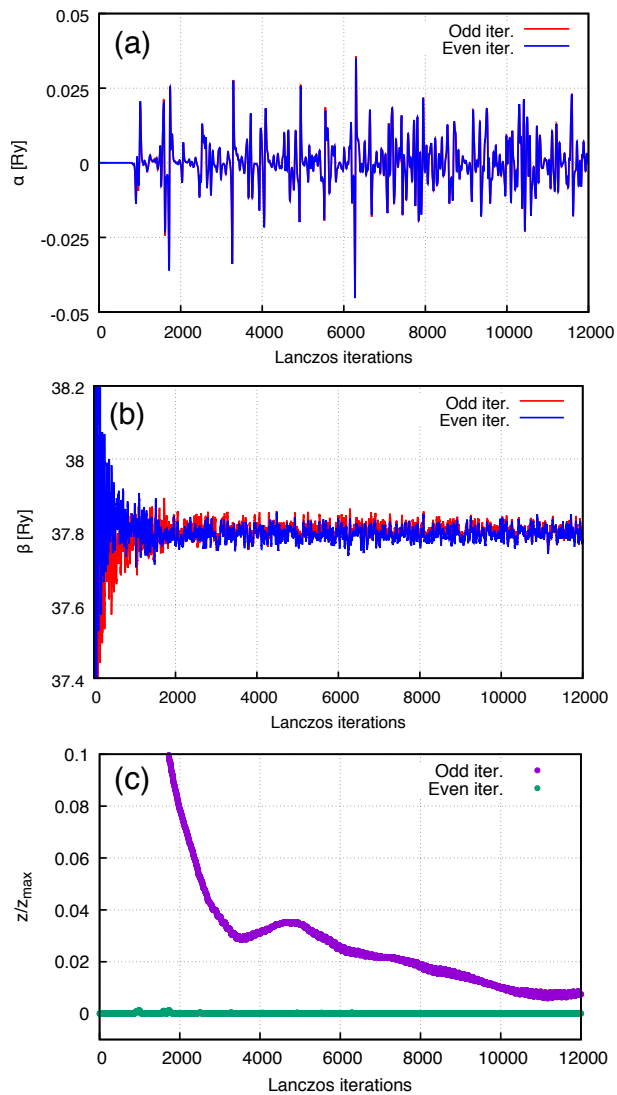 (a)
Odd iter.
Even iter.
α [Ry]
0.05
0.025
0
-0.025
-0.05
0 2000 4000 6000 8000 10000 12000
Lanczos iterations
(b)
Odd iter.
Even iter.
β [Ry]
38.2
38
37.8
37.6
37.4
0 2000 4000 6000 8000 10000 12000
Lanczos iterations
(c)
Odd iter.
Even iter.
z/zmax
0.1
0.08
0.06
0.04
0.02
0
0 2000 4000 6000 8000 10000 12000
Lanczos iterations